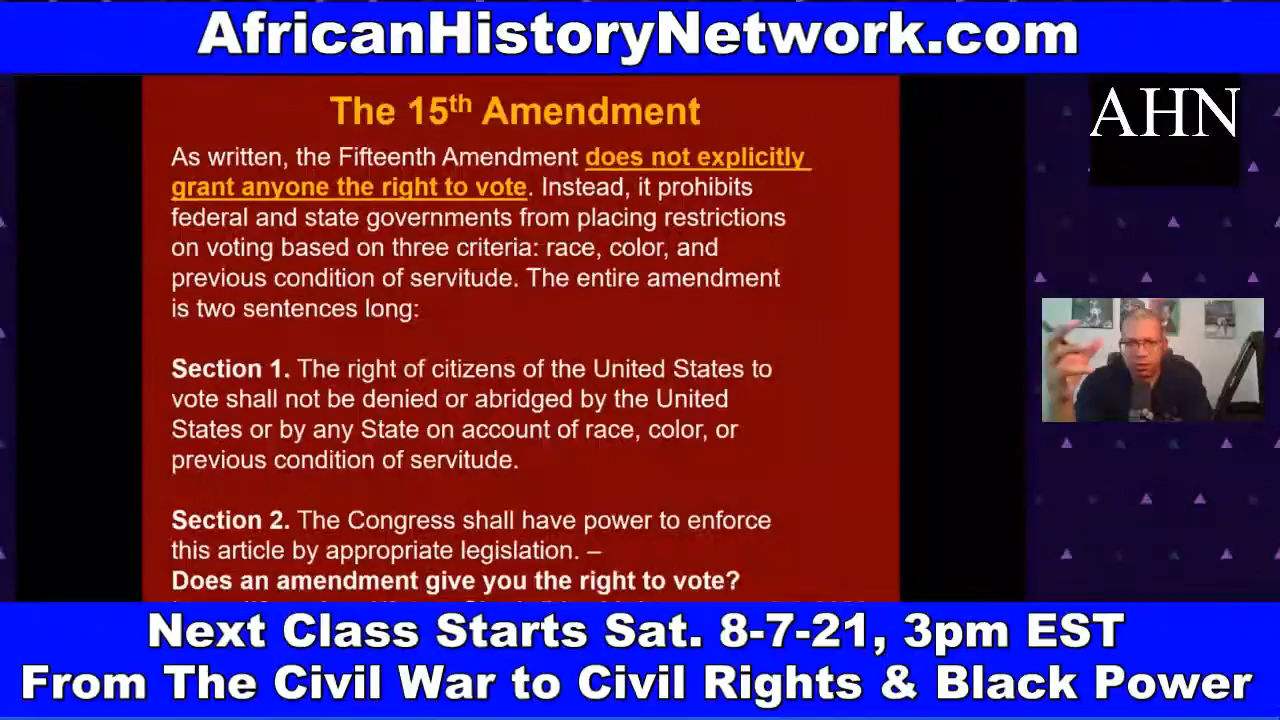 AfricanHistoryNetwork.com
AHN
The 15th Amendment
As written, the Fifteenth Amendment does not explicitly
grant anyone the right to vote. Instead, it prohibits
federal and state governments from placing restrictions
on voting based on three criteria: race, color, and
previous condition of servitude. The entire amendment
is two sentences long:
Section 1. The right of citizens of the United States to
vote shall not be denied or abridged by the United
States or by any State on account of race, color, or
previous condition of servitude.
Section 2. The Congress shall have power to enforce
this article by appropriate legislation. –
Does an amendment give you the right to vote?
Next Class Starts Sat. 8-7-21, 3pm EST
From The Civil War to Civil Rights & Black Power